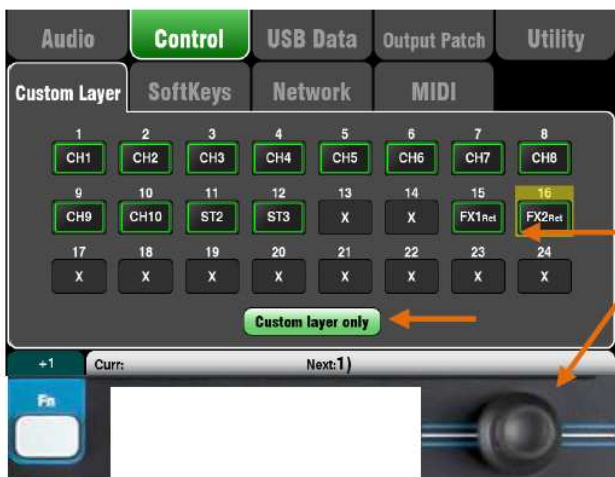 Audio Control USB Data Output Patch Utility
Custom Layer SoftKeys Network MIDI
1 2 3 4 5 6 7 8
CH1 CH2 CH3 CH4 CH5 CH6 CH7 CH8
9 10 11 12 13 14 15 16
CH9 CH10 ST2 ST3 X X FX1Ret FX2Ret
17 18 19 20 21 22 23 24
X X X X X X X X
Custom layer only
+1 Curr: Next:1)
Fn